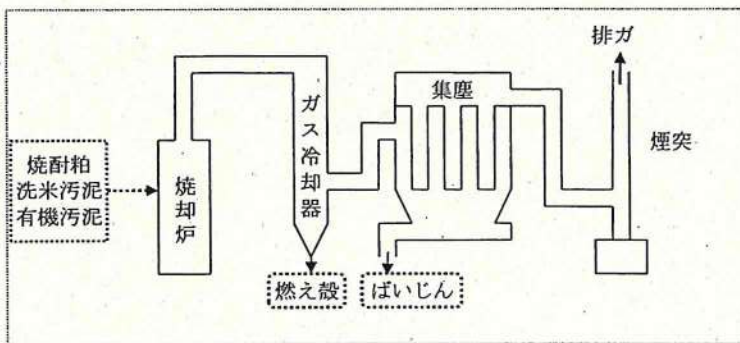 焼酎粕
洗米汚泥
有機汚泥
焼却炉
ガス冷却器
燃え殻
集塵
ばいじん
排ガ
煙突